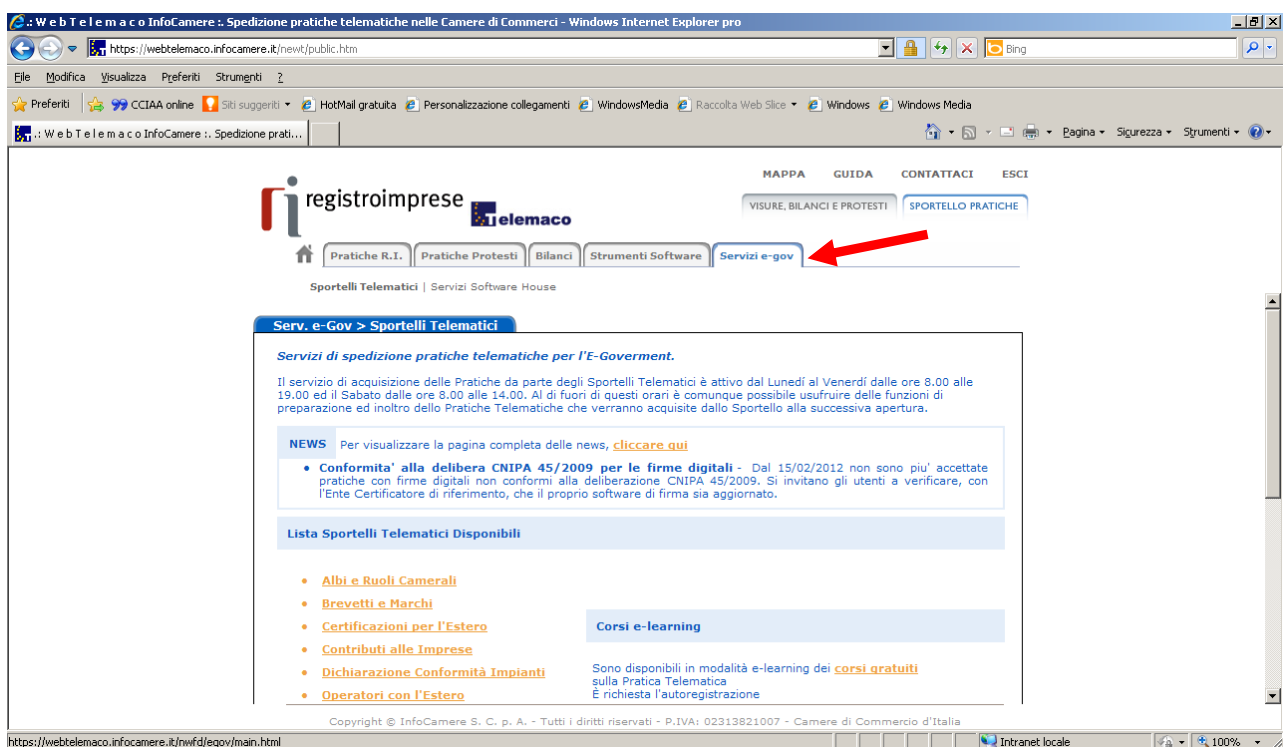 .: W e b T e l e m a c o InfoCamere :. Spedizione pratiche telematiche nelle Camere di Commerci - Windows Internet Explorer pro
https://webtelemaco.infocamere.it/newt/public.htm
Bing
File Modifica Visualizza Preferiti Strumenti ?
Preferiti CCIAA online Siti suggeriti HotMail gratuita Personalizzazione collegamenti WindowsMedia Raccolta Web Slice Windows Windows Media
.: W e b T e l e m a c o InfoCamere :. Spedizione prati...
Pagina Sicurezza Strumenti
MAPPA GUIDA CONTATTACI ESCI
registroimprese Telemaco
VISURE, BILANCI E PROTESTI SPORTELLO PRATICHE
Pratiche R.I. Pratiche Protesti Bilanci Strumenti Software Servizi e-gov
Sportelli Telematici | Servizi Software House
Serv. e-Gov > Sportelli Telematici
Servizi di spedizione pratiche telematiche per l'E-Goverment.
Il servizio di acquisizione delle Pratiche da parte degli Sportelli Telematici è attivo dal Lunedí al Venerdí dalle ore 8.00 alle
19.00 ed il Sabato dalle ore 8.00 alle 14.00. Al di fuori di questi orari è comunque possibile usufruire delle funzioni di
preparazione ed inoltro dello Pratiche Telematiche che verranno acquisite dallo Sportello alla successiva apertura.
NEWS Per visualizzare la pagina completa delle news, cliccare qui
• Conformita' alla delibera CNIPA 45/2009 per le firme digitali - Dal 15/02/2012 non sono piu' accettate
pratiche con firme digitali non conformi alla deliberazione CNIPA 45/2009. Si invitano gli utenti a verificare, con
l'Ente Certificatore di riferimento, che il proprio software di firma sia aggiornato.
Lista Sportelli Telematici Disponibili
• Albi e Ruoli Camerali
• Brevetti e Marchi
• Certificazioni per l'Estero
• Contributi alle Imprese
• Dichiarazione Conformità Impianti
• Operatori con l'Estero
Corsi e-learning
Sono disponibili in modalità e-learning dei corsi gratuiti
sulla Pratica Telematica
È richiesta l'autoregistrazione
Copyright © InfoCamere S. C. p. A. - Tutti i diritti riservati - P.IVA: 02313821007 - Camere di Commercio d'Italia
https://webtelemaco.infocamere.it/nwfd/egov/main.html
Intranet locale
100%